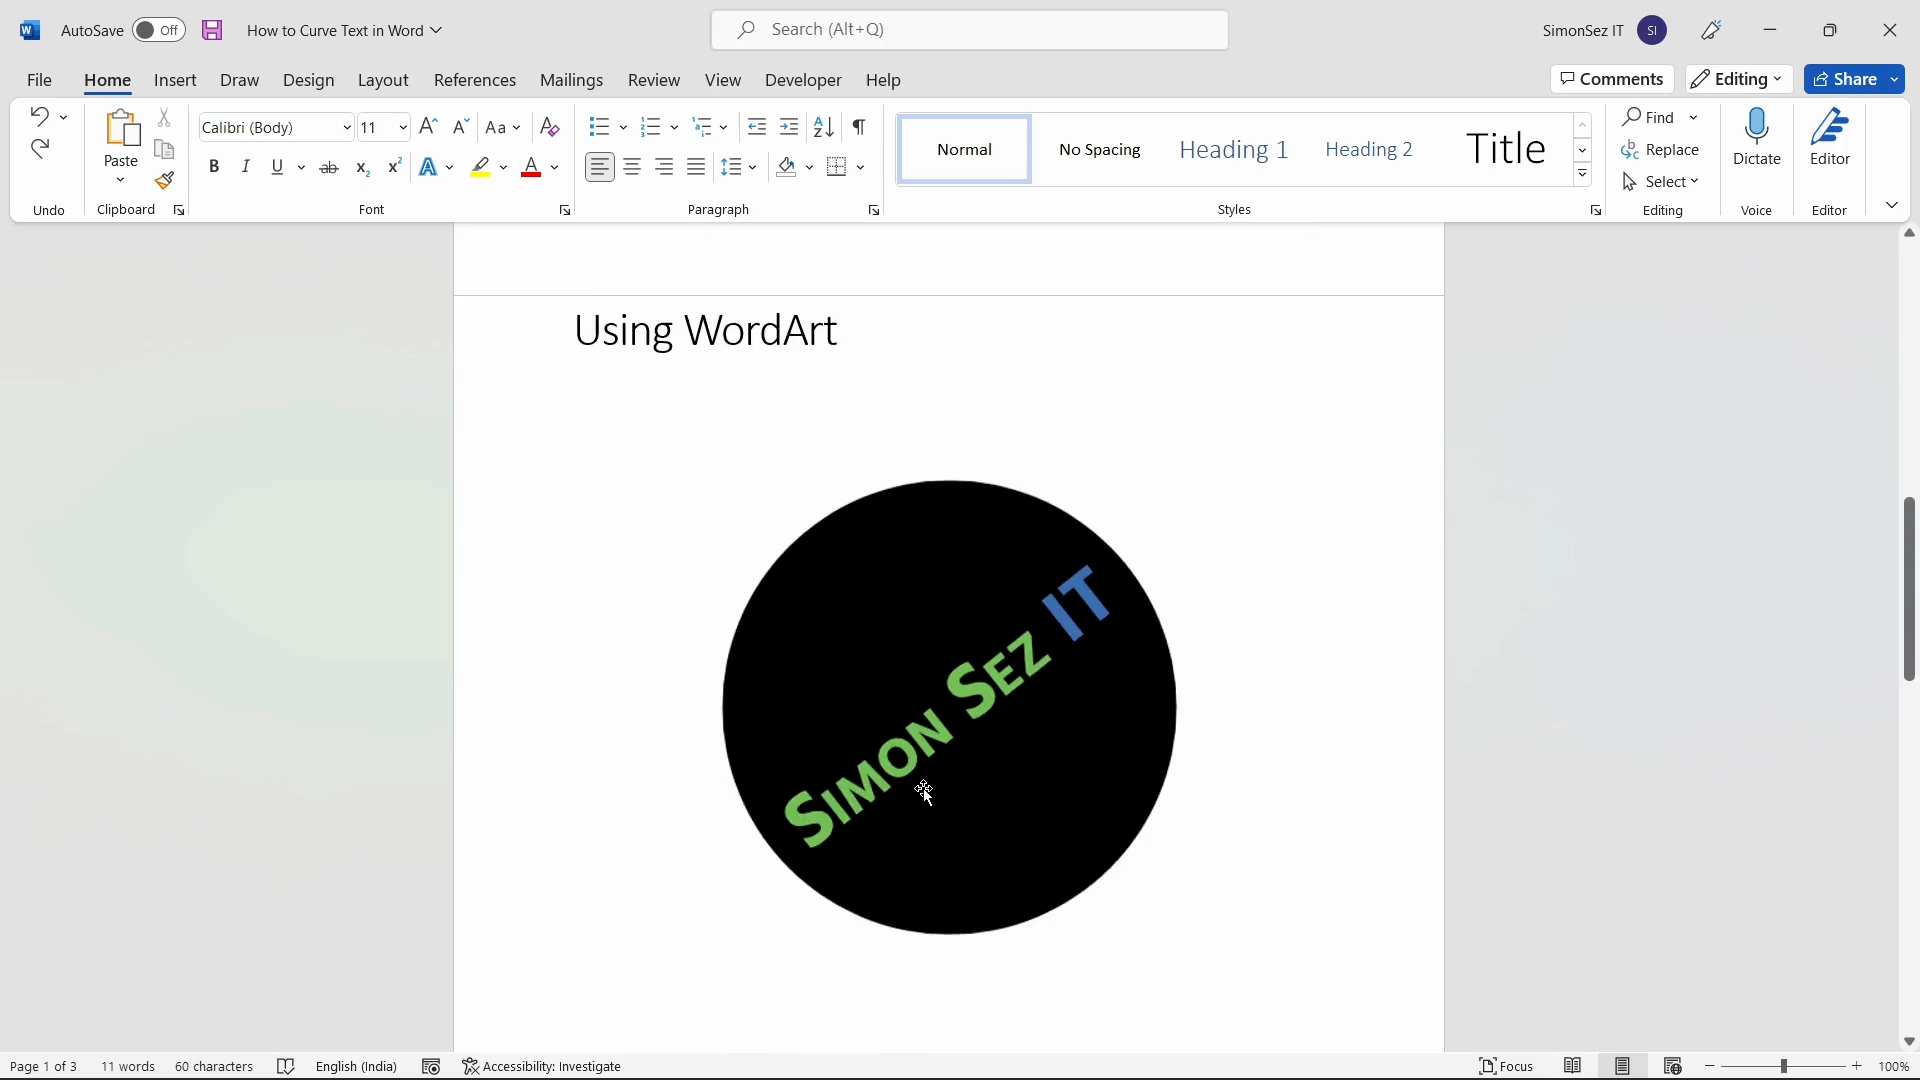 AutoSave Off How to Curve Text in Word Search (Alt+Q) SimonSez IT SI
File Home Insert Draw Design Layout References Mailings Review View Developer Help Comments Editing Share
Paste
Calibri (Body) 11
Normal No Spacing Heading 1 Heading 2 Title
Find
Replace
Select
Dictate
Editor
Undo Clipboard Font Paragraph Styles Editing Voice Editor
Using WordArt
SIMON SEZ IT
Page 1 of 3 11 words 60 characters English (India) Accessibility: Investigate Focus 100%